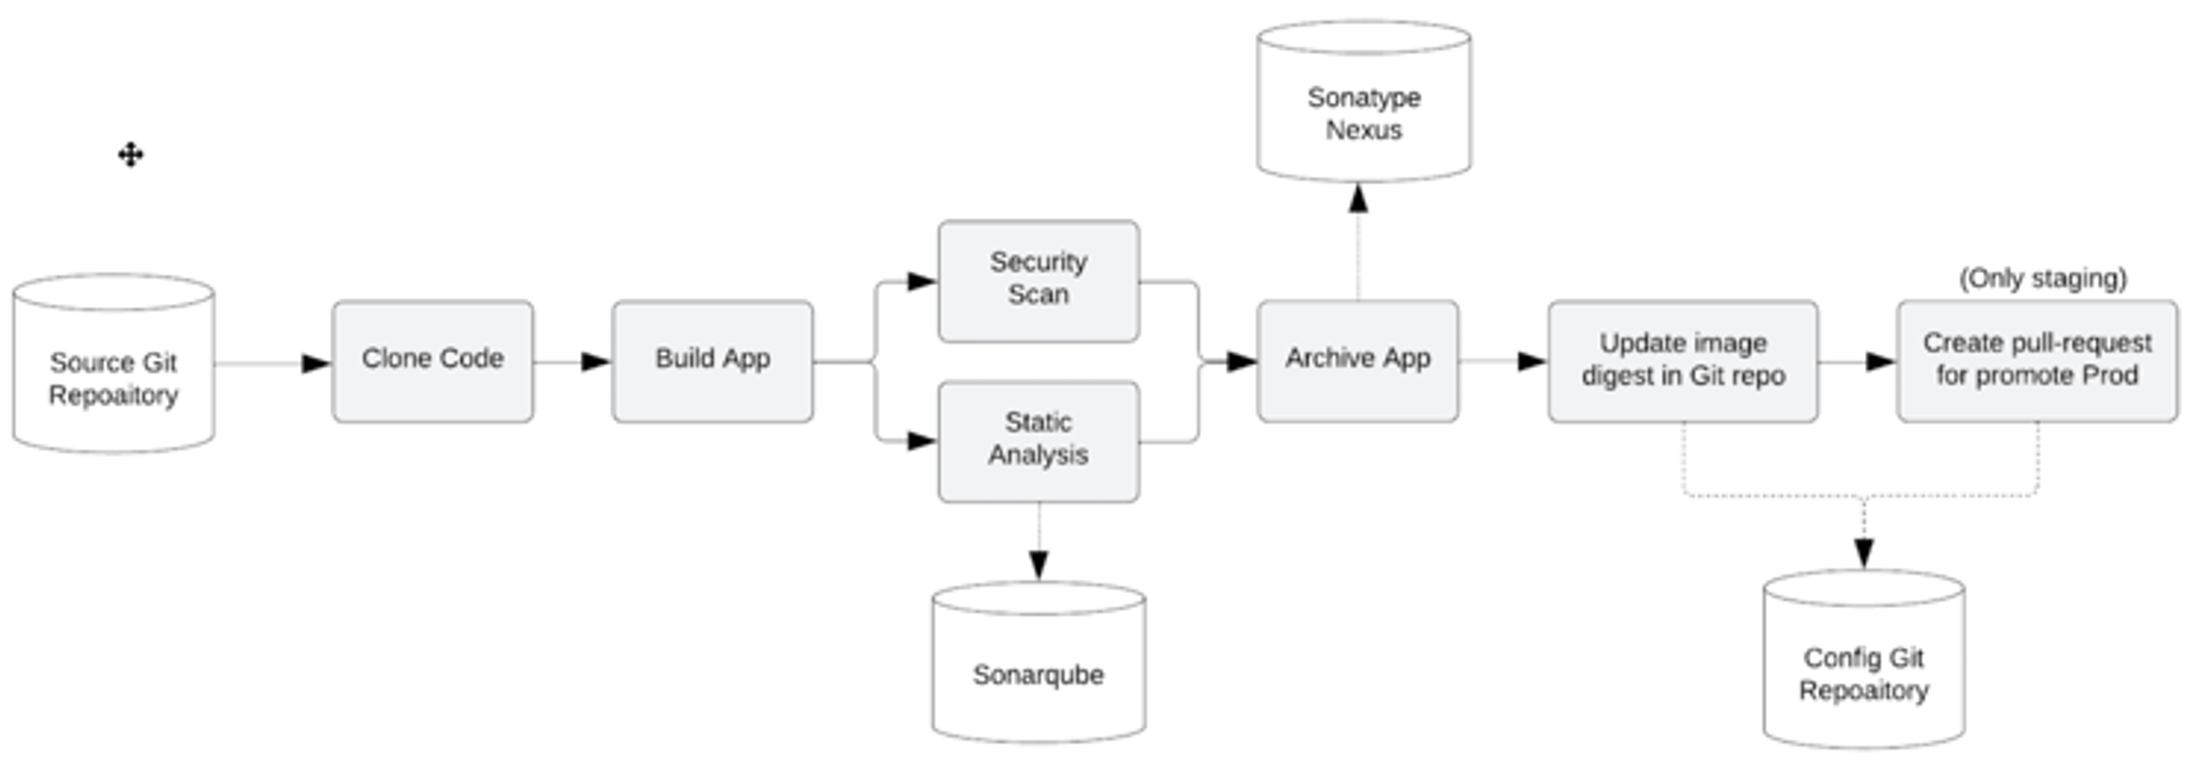 Sonatype
Nexus
Security
Scan
(Only staging)
Source Git
Repoaitory
Clone Code
Build App
Archive App
Update image
digest in Git repo
Create pull-request
for promote Prod
Static
Analysis
Sonarqube
Config Git
Repoaitory